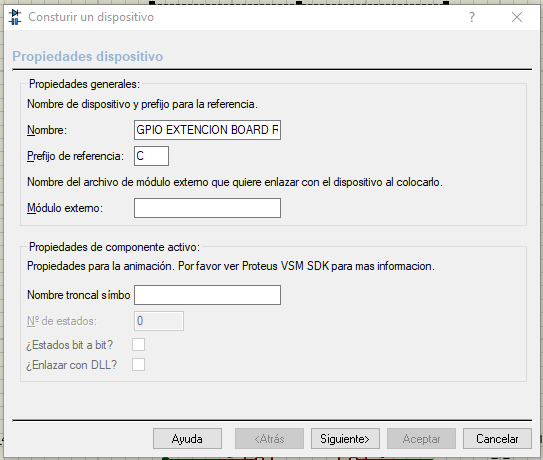 Consturir un dispositivo
?
Propiedades dispositivo
Propiedades generales:
Nombre de dispositivo y prefijo para la referencia.
Nombre: GPIO EXTENCION BOARD R
Prefijo de referencia: C
Nombre del archivo de módulo externo que quiere enlazar con el dispositivo al colocarlo.
Módulo externo:
Propiedades de componente activo:
Propiedades para la animación. Por favor ver Proteus VSM SDK para mas informacion.
Nombre troncal símbo
Nº de estados: 0
¿Estados bit a bit?
¿Enlazar con DLL?
Ayuda <Atrás Siguiente> Aceptar Cancelar